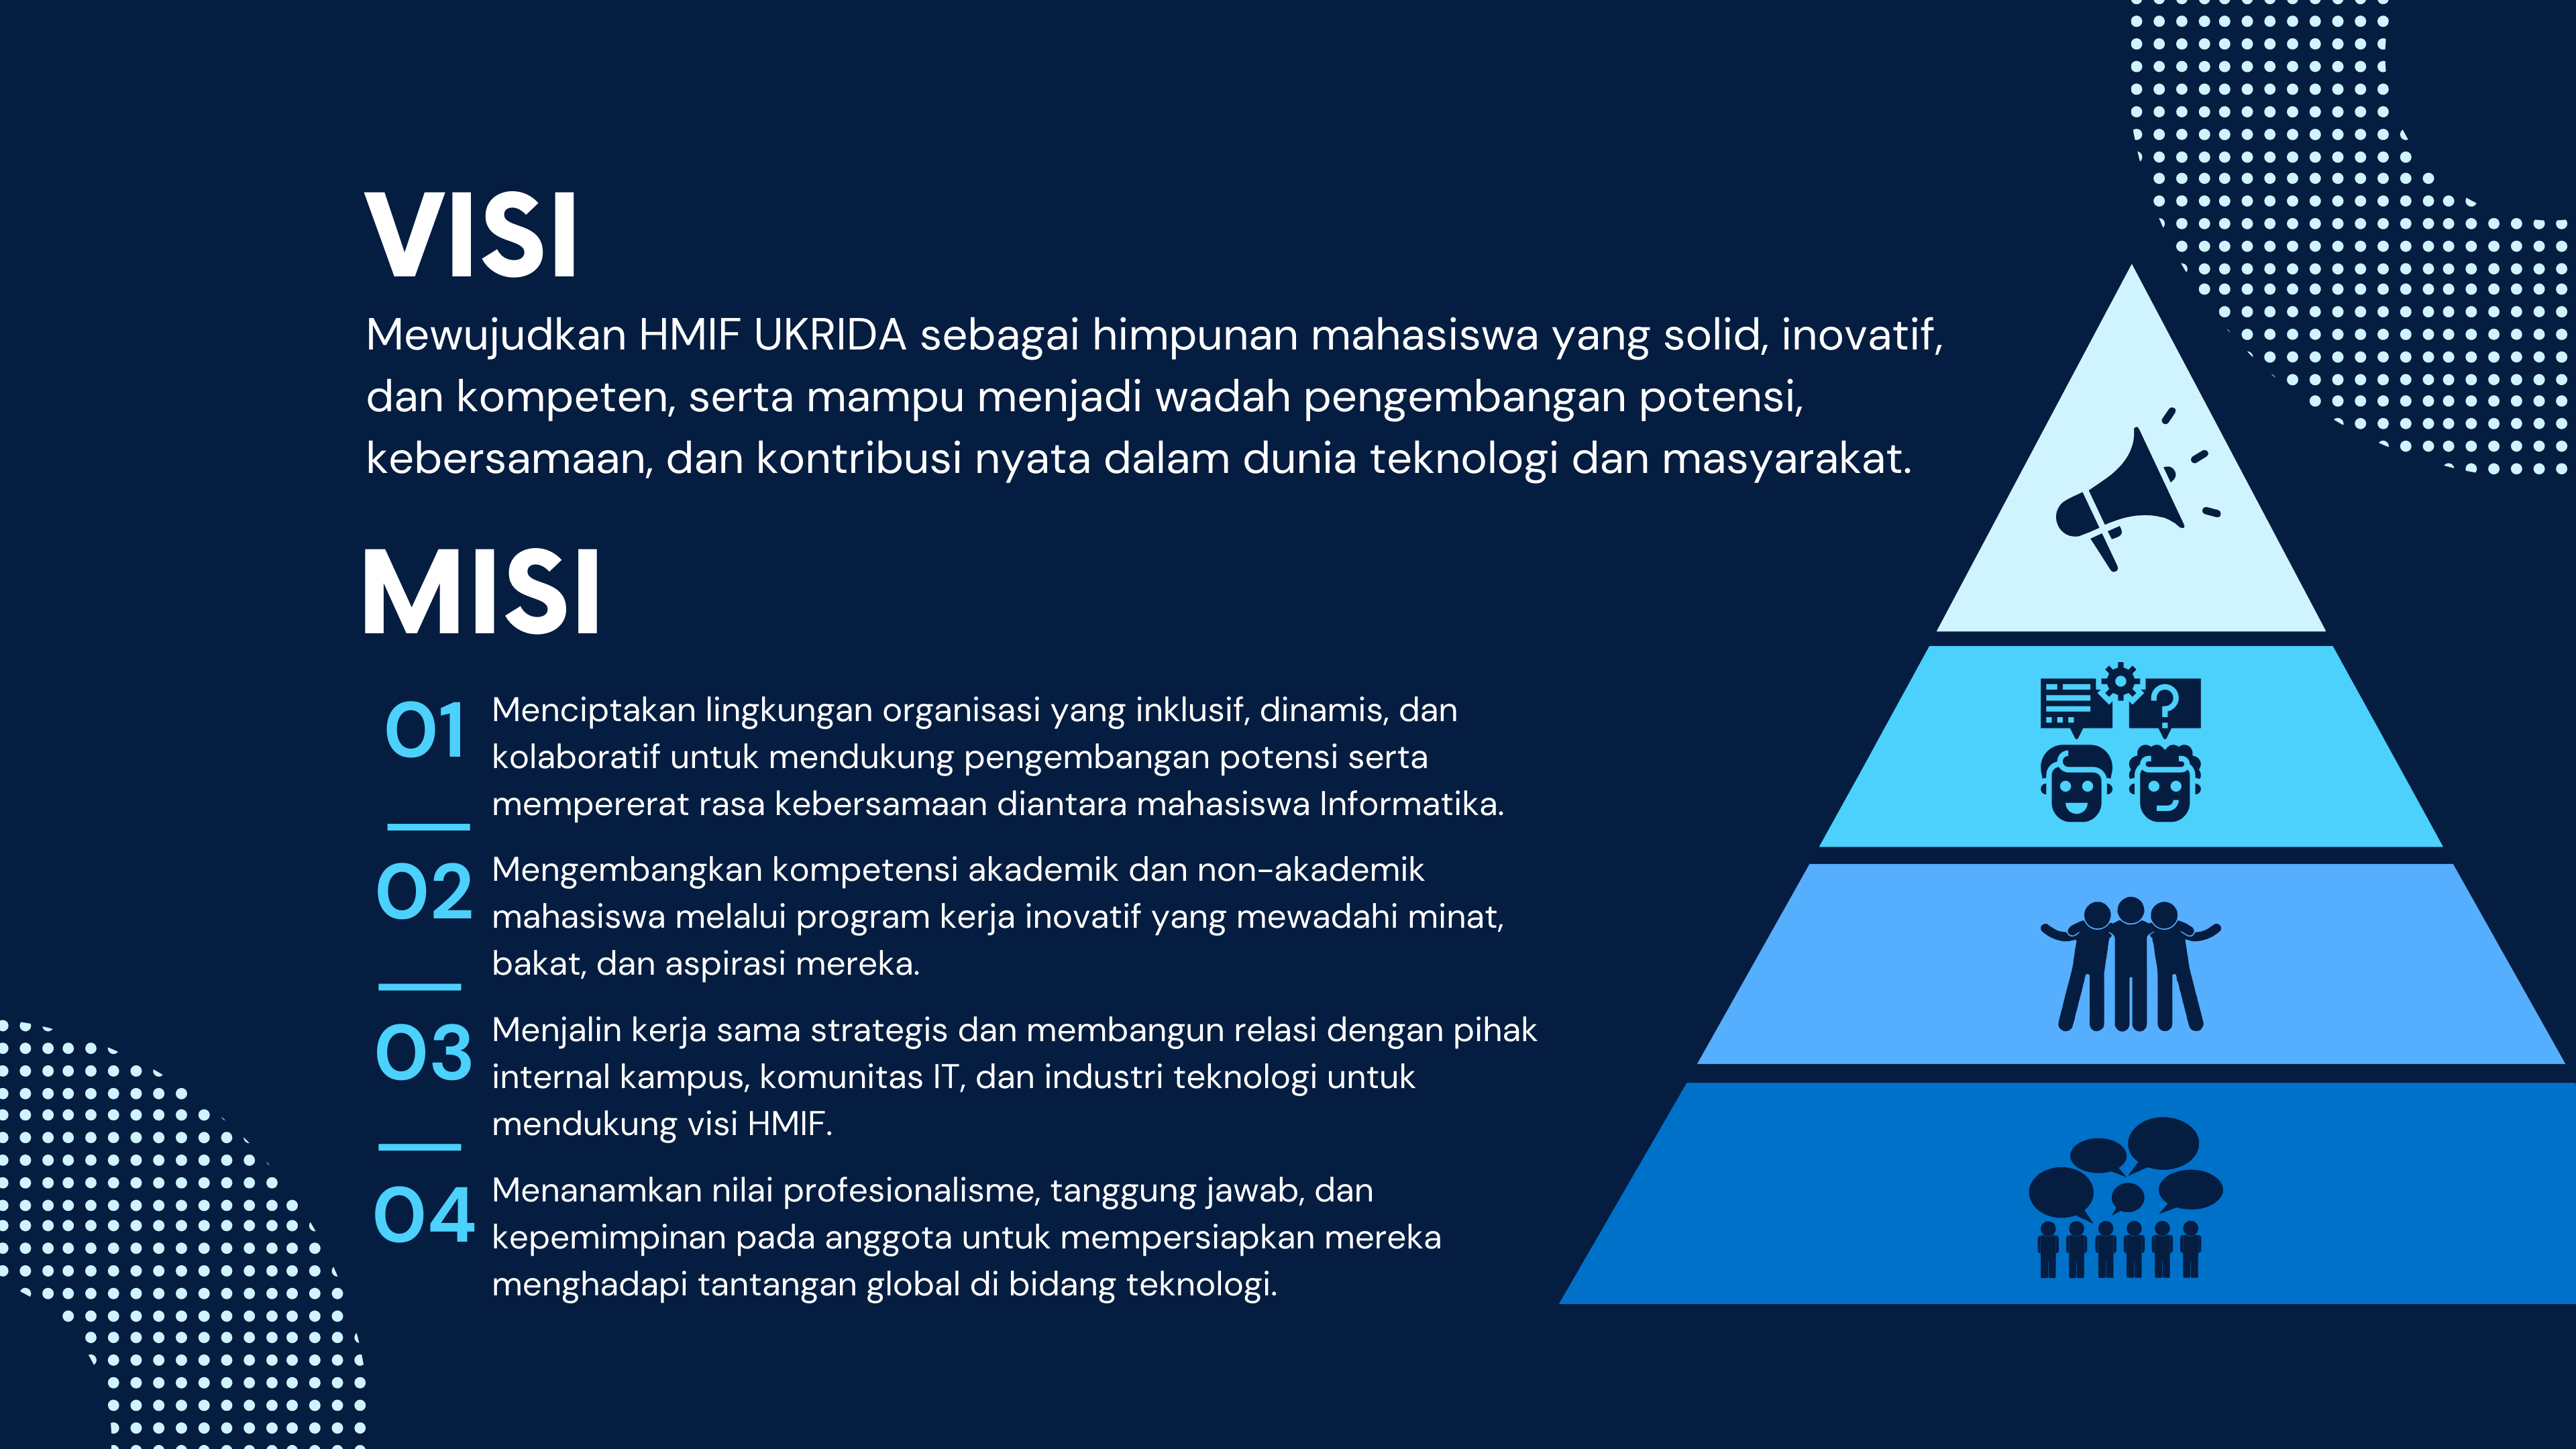 VISI
Mewujudkan HMIF UKRIDA sebagai himpunan mahasiswa yang solid, inovatif,
dan kompeten, serta mampu menjadi wadah pengembangan potensi,
kebersamaan, dan kontribusi nyata dalam dunia teknologi dan masyarakat.
MISI
01
Menciptakan lingkungan organisasi yang inklusif, dinamis, dan
kolaboratif untuk mendukung pengembangan potensi serta
mempererat rasa kebersamaan diantara mahasiswa Informatika.
02
Mengembangkan kompetensi akademik dan non-akademik
mahasiswa melalui program kerja inovatif yang mewadahi minat,
bakat, dan aspirasi mereka.
03
Menjalin kerja sama strategis dan membangun relasi dengan pihak
internal kampus, komunitas IT, dan industri teknologi untuk
mendukung visi HMIF.
04
Menanamkan nilai profesionalisme, tanggung jawab, dan
kepemimpinan pada anggota untuk mempersiapkan mereka
menghadapi tantangan global di bidang teknologi.
?